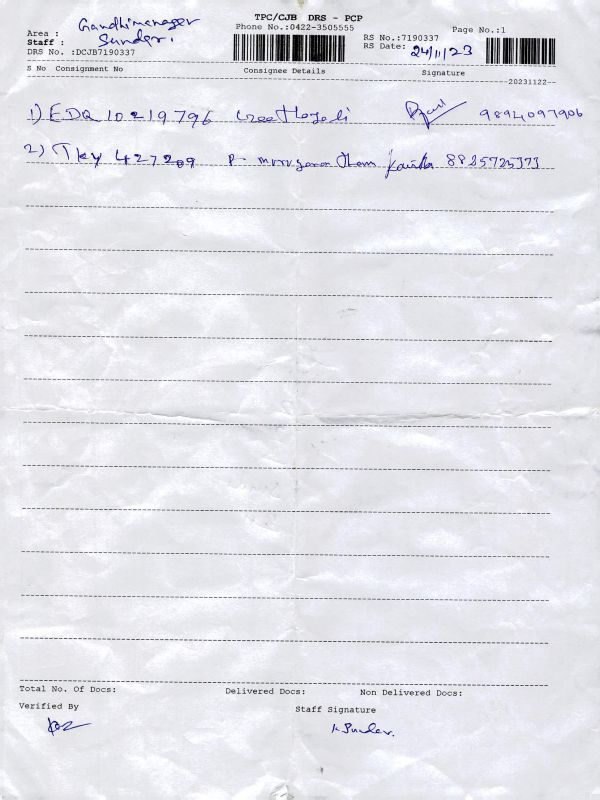 TPC/CJB DRS - PCP
Phone No.:0422-3505555
Page No.:1
Area : Gandhimanager
Staff : Sunder.
DRS No. :DCJB7190337
RS No.:7190337
RS Date: 24/11/23
S No Consignment No Consignee Details Signature
20231122
1) EDQ 10219796 9894097906
2) TKY 427209 8825725373
Total No. Of Docs: Delivered Docs: Non Delivered Docs:
Verified By Staff Signature
K. Sunder.